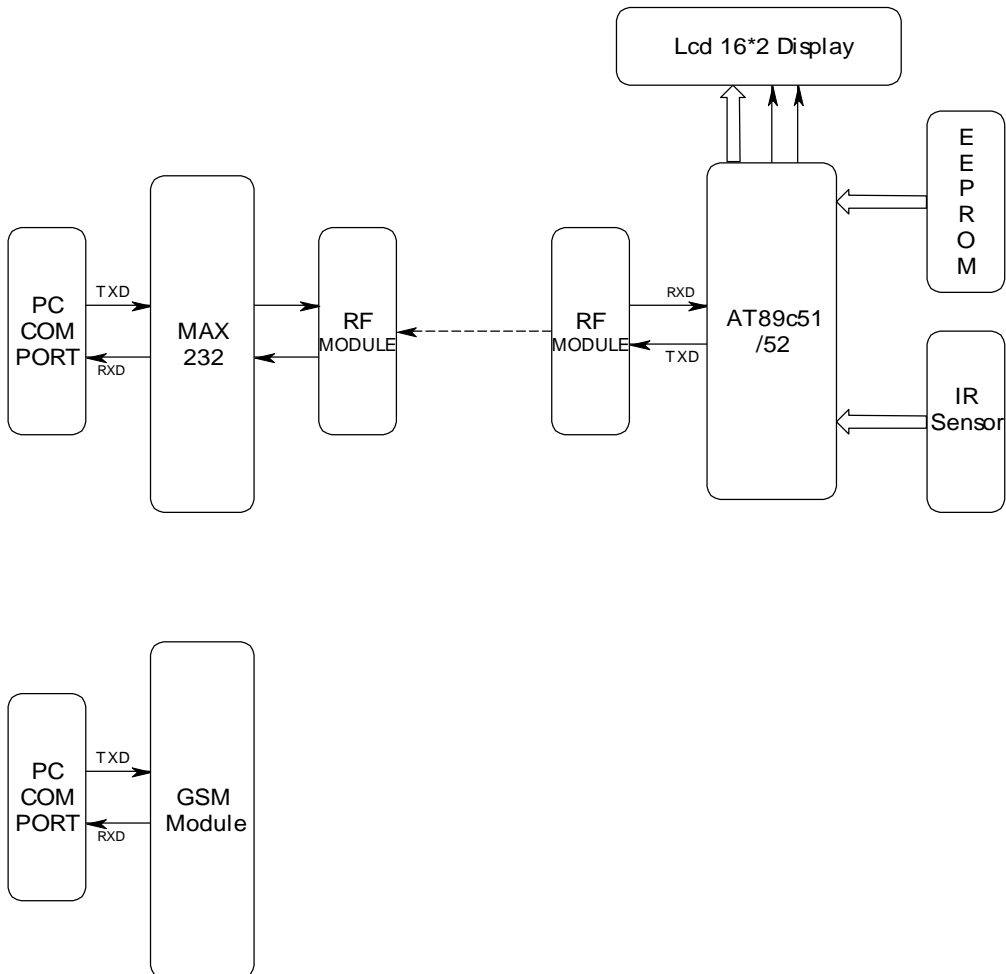 Lcd 16*2 Display
E
E
P
R
O
M
PC
COM
PORT
TXD
RXD
MAX
232
RF
MODULE
RF
MODULE
RXD
TXD
AT89c51
/52
IR
Sensor
PC
COM
PORT
TXD
RXD
GSM
Module